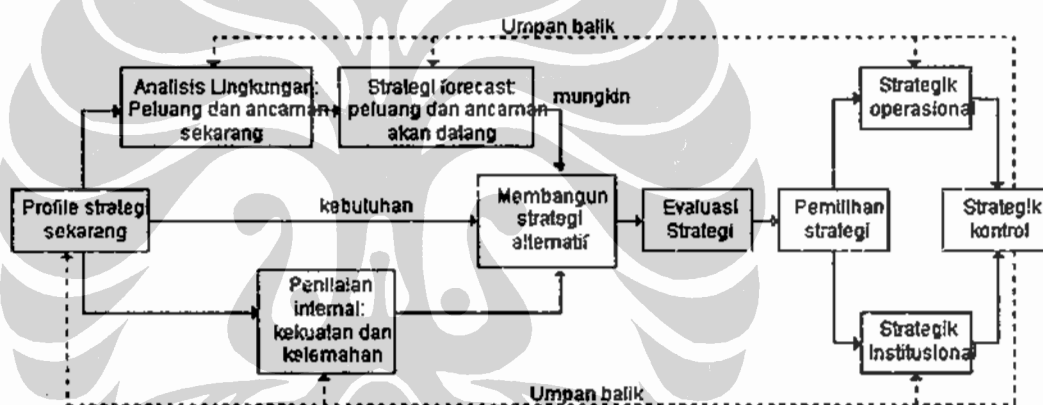 Umpan balik
Analisis Lingkungan:
Peluang dan ancaman
sekarang
Strategi forecast:
peluang dan ancaman
akan datang
mungkin
Strategik
operasional
Profile strategi
sekarang
kebutuhan
Membangun
strategi
alternatif
Evaluasi
Strategi
Pemilihan
strategi
Strategik
kontrol
Penilaian
internal:
kekuatan dan
kelemahan
Strategik
Institusional
Umpan balik